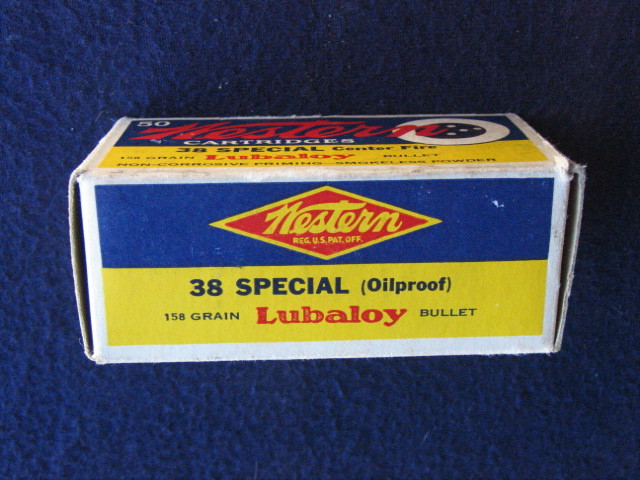 50
Western
CARTRIDGES
38 SPECIAL Center Fire
158 GRAIN Lubaloy BULLET
NON-CORROSIVE PRIMING SMOKELESS POWDER
Western
REG. U.S. PAT. OFF.
38 SPECIAL (Oilproof)
158 GRAIN Lubaloy BULLET